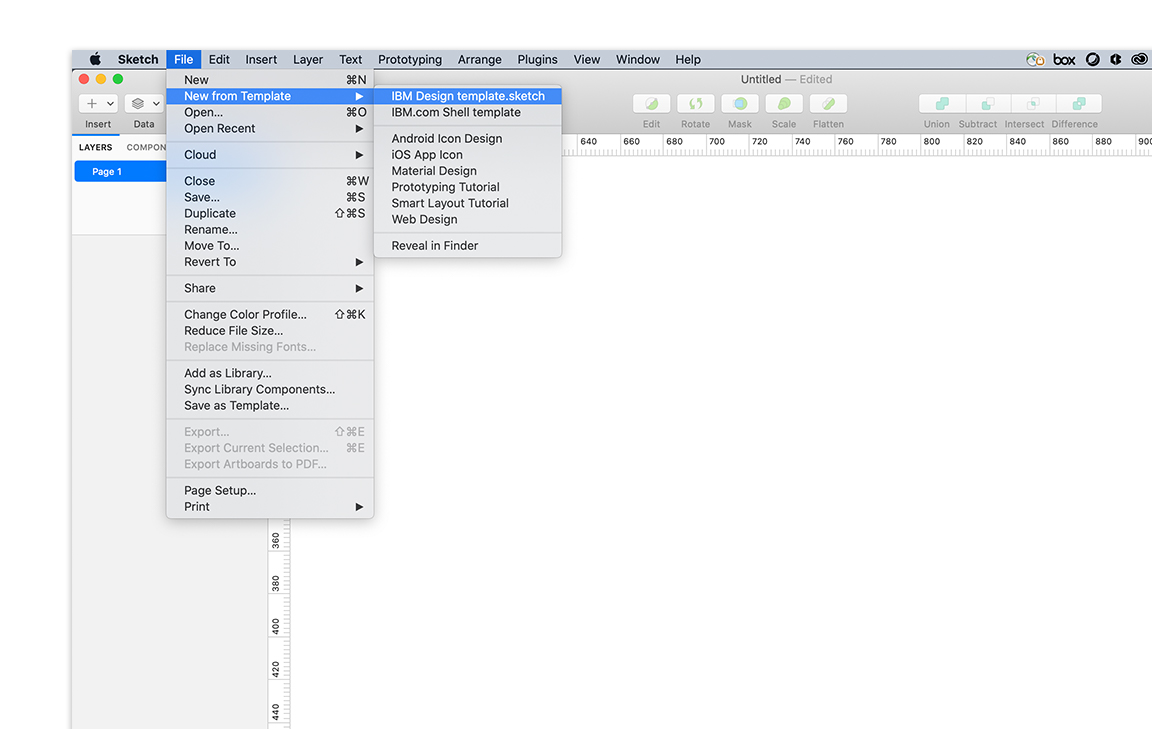 Sketch File Edit Insert Layer Text Prototyping Arrange Plugins View Window Help box
Untitled — Edited
New ⌘N
New from Template ▶
Open... ⌘O
Open Recent ▶
Cloud ▶
Close ⌘W
Save... ⌘S
Duplicate ⇧⌘S
Rename...
Move To...
Revert To ▶
Share ▶
Change Color Profile... ⇧⌘K
Reduce File Size...
Replace Missing Fonts...
Add as Library...
Sync Library Components...
Save as Template...
Export... ⇧⌘E
Export Current Selection... ⌘E
Export Artboards to PDF...
Page Setup...
Print ▶
IBM Design template.sketch
IBM.com Shell template
Android Icon Design
iOS App Icon
Material Design
Prototyping Tutorial
Smart Layout Tutorial
Web Design
Reveal in Finder
Insert Data
Edit Rotate Mask Scale Flatten Union Subtract Intersect Difference
LAYERS COMPON
Page 1
640 660 680 700 720 740 760 780 800 820 840 860 880 900
360
380
400
420
440